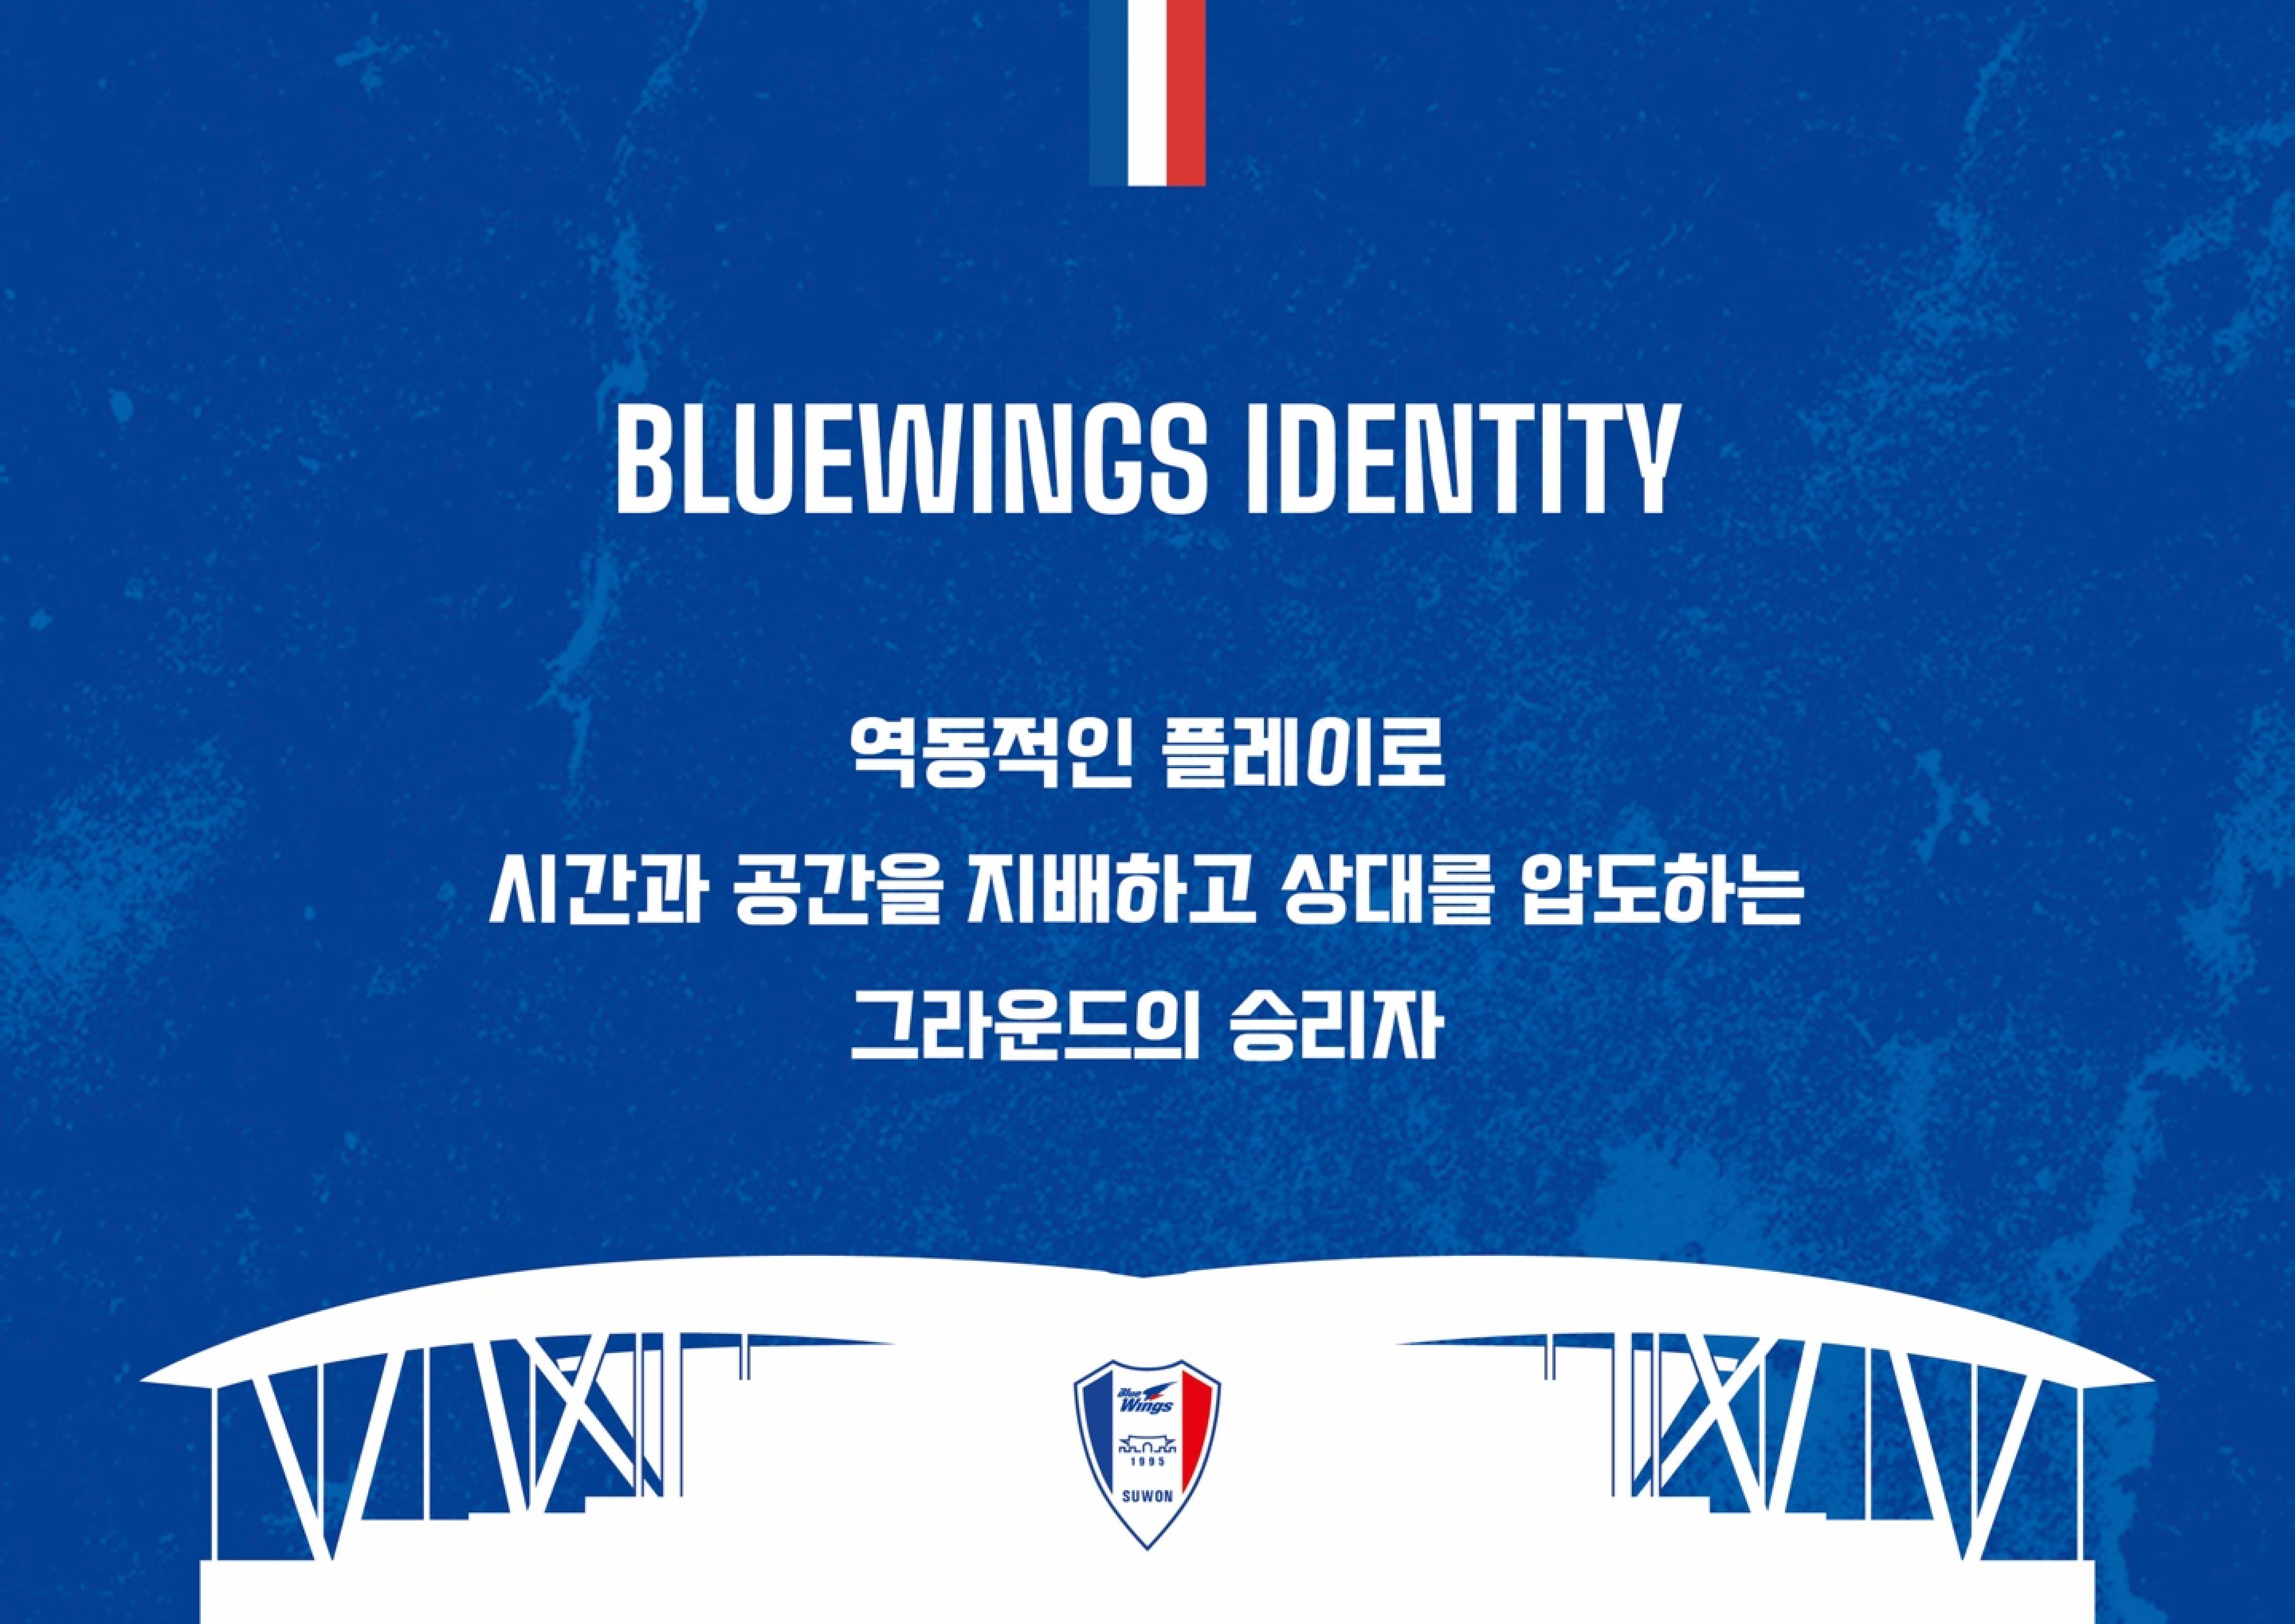 BLUEWINGS IDENTITY
역동적인 플레이로
시간과 공간을 지배하고 상대를 압도하는
그라운드의 승리자
Blue
Wings
1995
SUWON